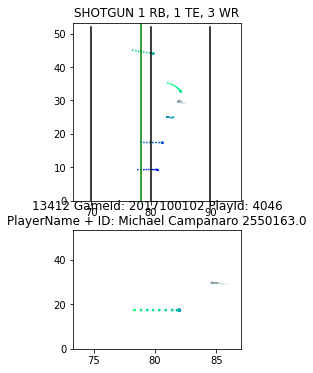 SHOTGUN 1 RB, 1 TE, 3 WR
50
40
30
20
10
0
70 80 90
13412 GameId: 2017100102 PlayId: 4046
PlayerName + ID: Michael Campanaro 2550163.0
40
20
0
75 80 85